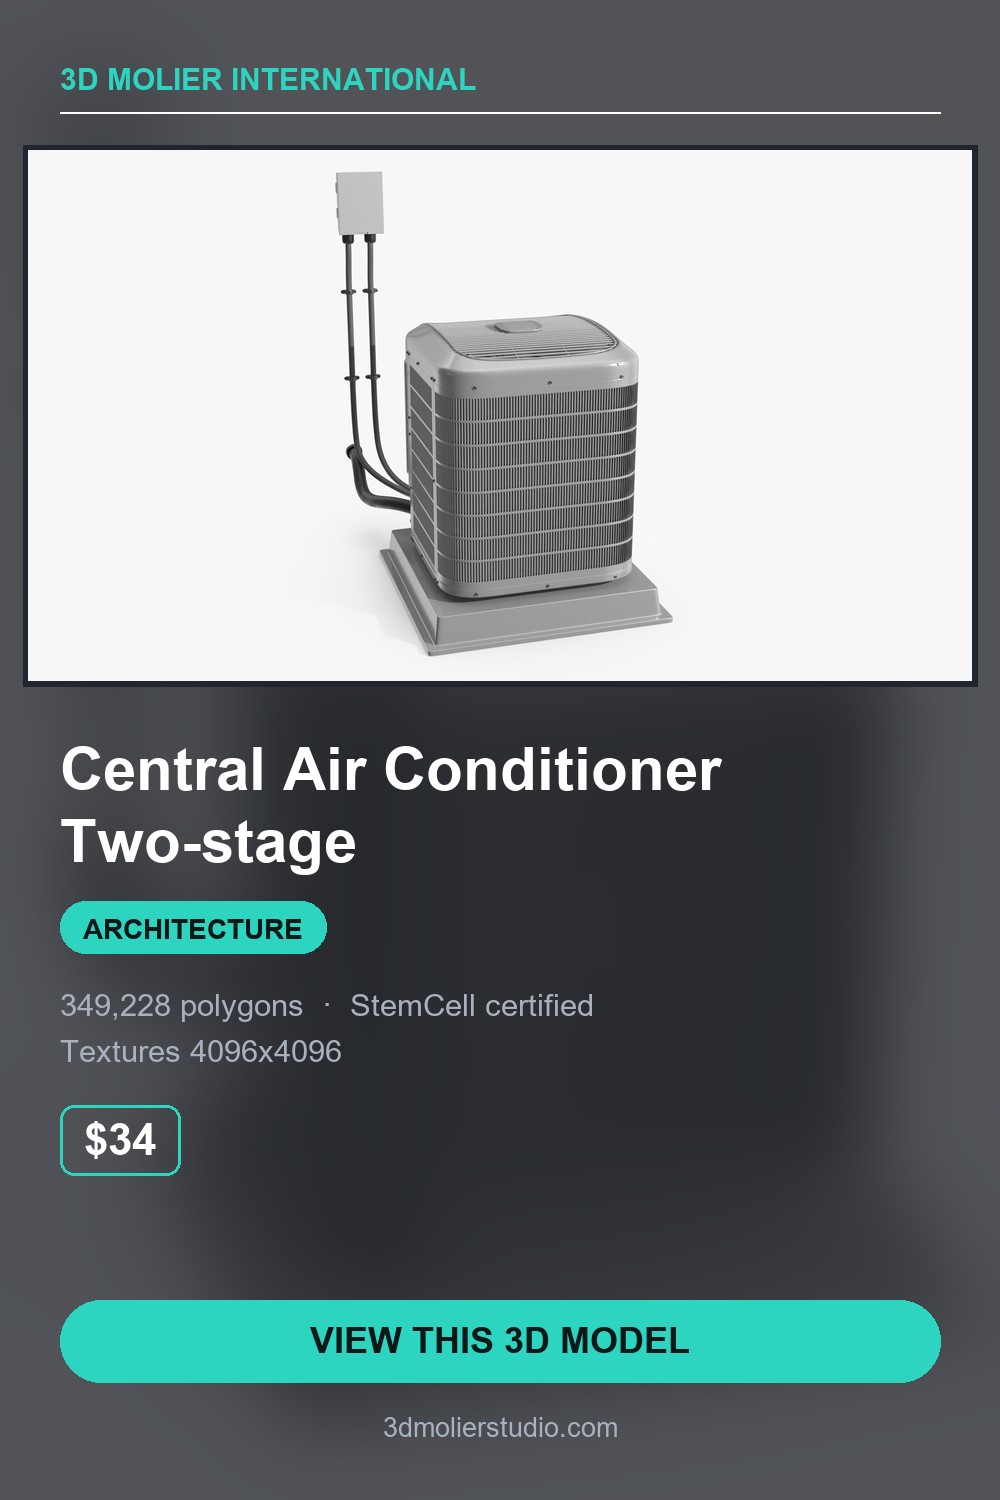 3D MOLIER INTERNATIONAL
Central Air Conditioner
Two-stage
ARCHITECTURE
349,228 polygons · StemCell certified
Textures 4096x4096
$34
VIEW THIS 3D MODEL
3dmolierstudio.com